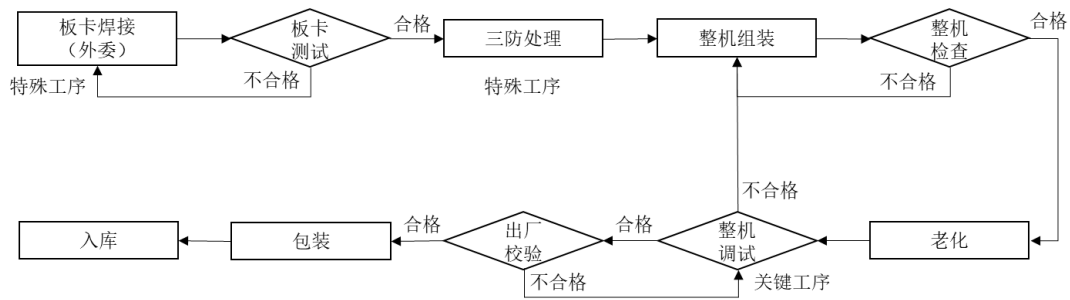 板卡焊接
（外委）
特殊工序
板卡
测试
合格
不合格
三防处理
特殊工序
整机组装
整机
检查
合格
不合格
老化
整机
调试
关键工序
不合格
合格
出厂
校验
不合格
合格
包装
入库